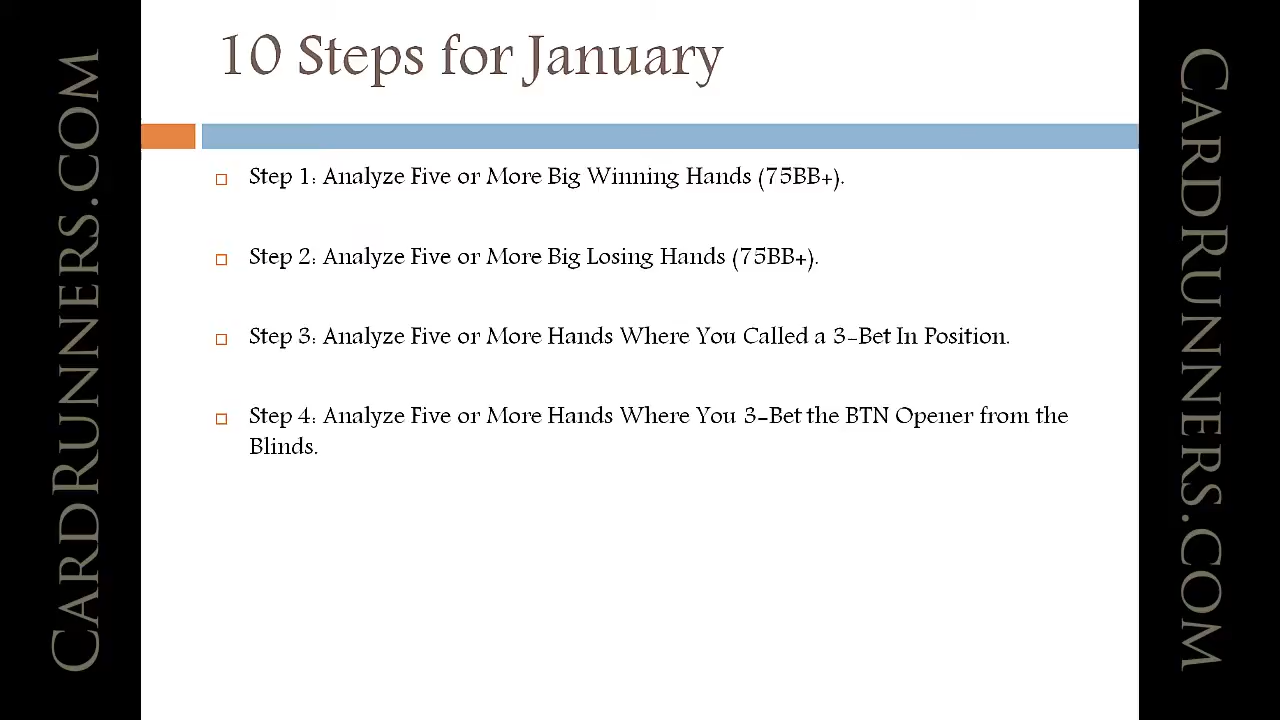 10 Steps for January
Step 1: Analyze Five or More Big Winning Hands (75BB+).
Step 2: Analyze Five or More Big Losing Hands (75BB+).
Step 3: Analyze Five or More Hands Where You Called a 3-Bet In Position.
Step 4: Analyze Five or More Hands Where You 3-Bet the BTN Opener from the
Blinds.
CARDRUNNERS.COM
CARDRUNNERS.COM